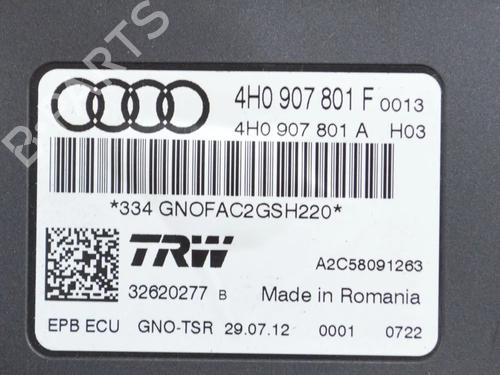 4H0 907 801 F 0013
4H0 907 801 A H03
*334 GNOFAC2GSH220*
TRW A2C58091263
32620277 B Made in Romania
EPB ECU GNO-TSR 29.07.12 0001 0722